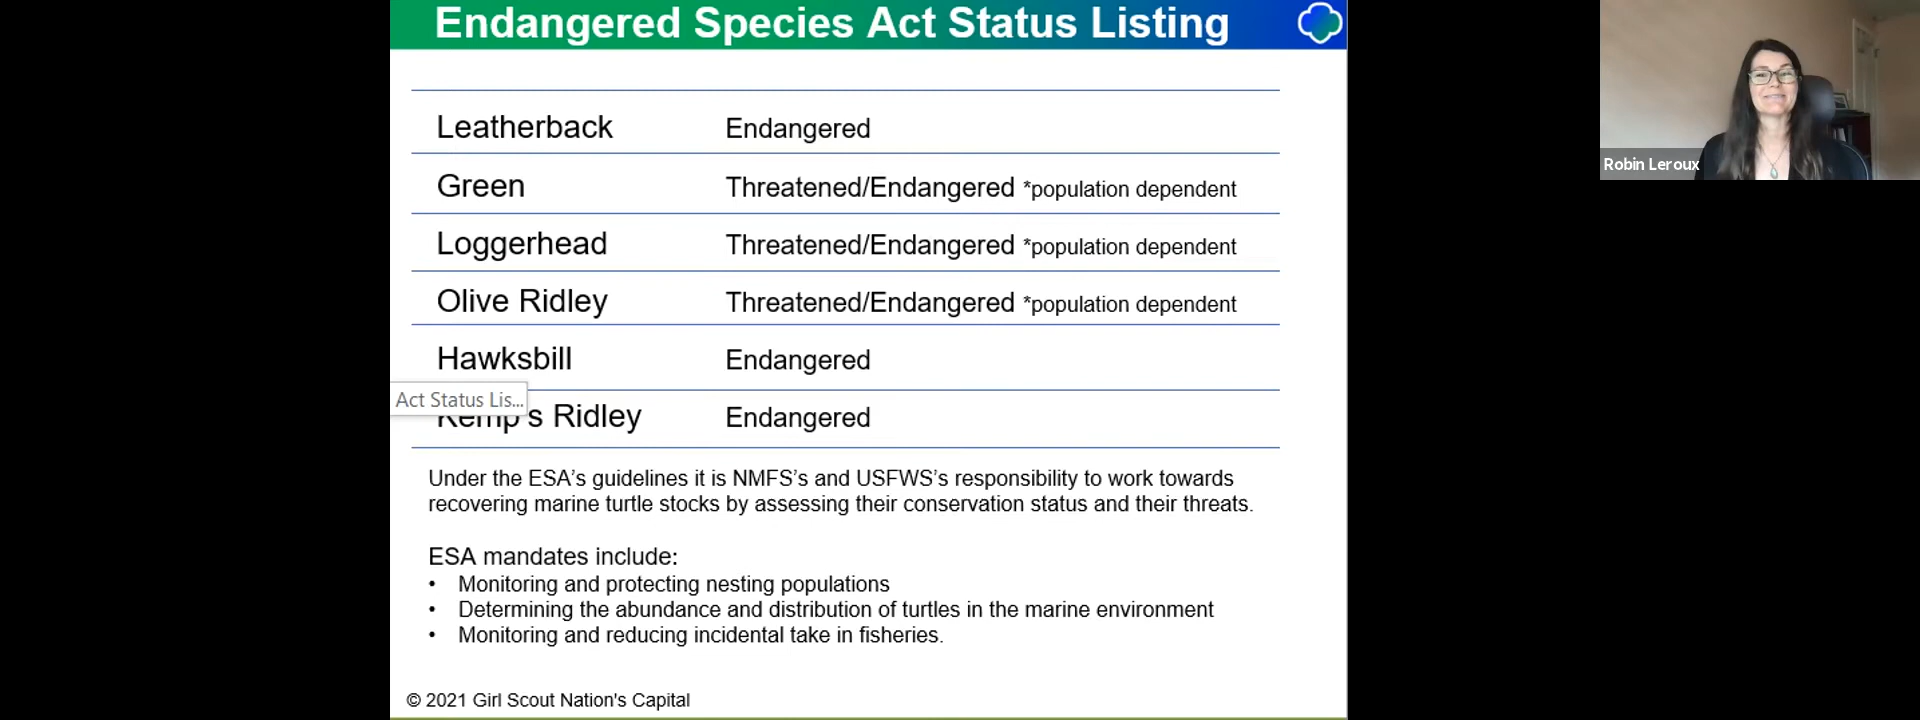 Endangered Species Act Status Listing
Leatherback Endangered
Green Threatened/Endangered *population dependent
Loggerhead Threatened/Endangered *population dependent
Olive Ridley Threatened/Endangered *population dependent
Hawksbill Endangered
Act Status Lis...
Kemp's Ridley Endangered
Under the ESA's guidelines it is NMFS's and USFWS's responsibility to work towards
recovering marine turtle stocks by assessing their conservation status and their threats.
ESA mandates include:
• Monitoring and protecting nesting populations
• Determining the abundance and distribution of turtles in the marine environment
• Monitoring and reducing incidental take in fisheries.
© 2021 Girl Scout Nation's Capital
Robin Leroux